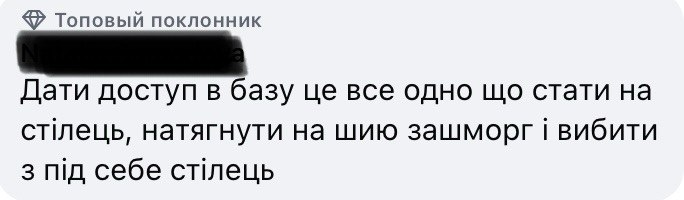 Топовый поклонник
Дати доступ в базу це все одно що стати на
стілець, натягнути на шию зашморг і вибити
з під себе стілець